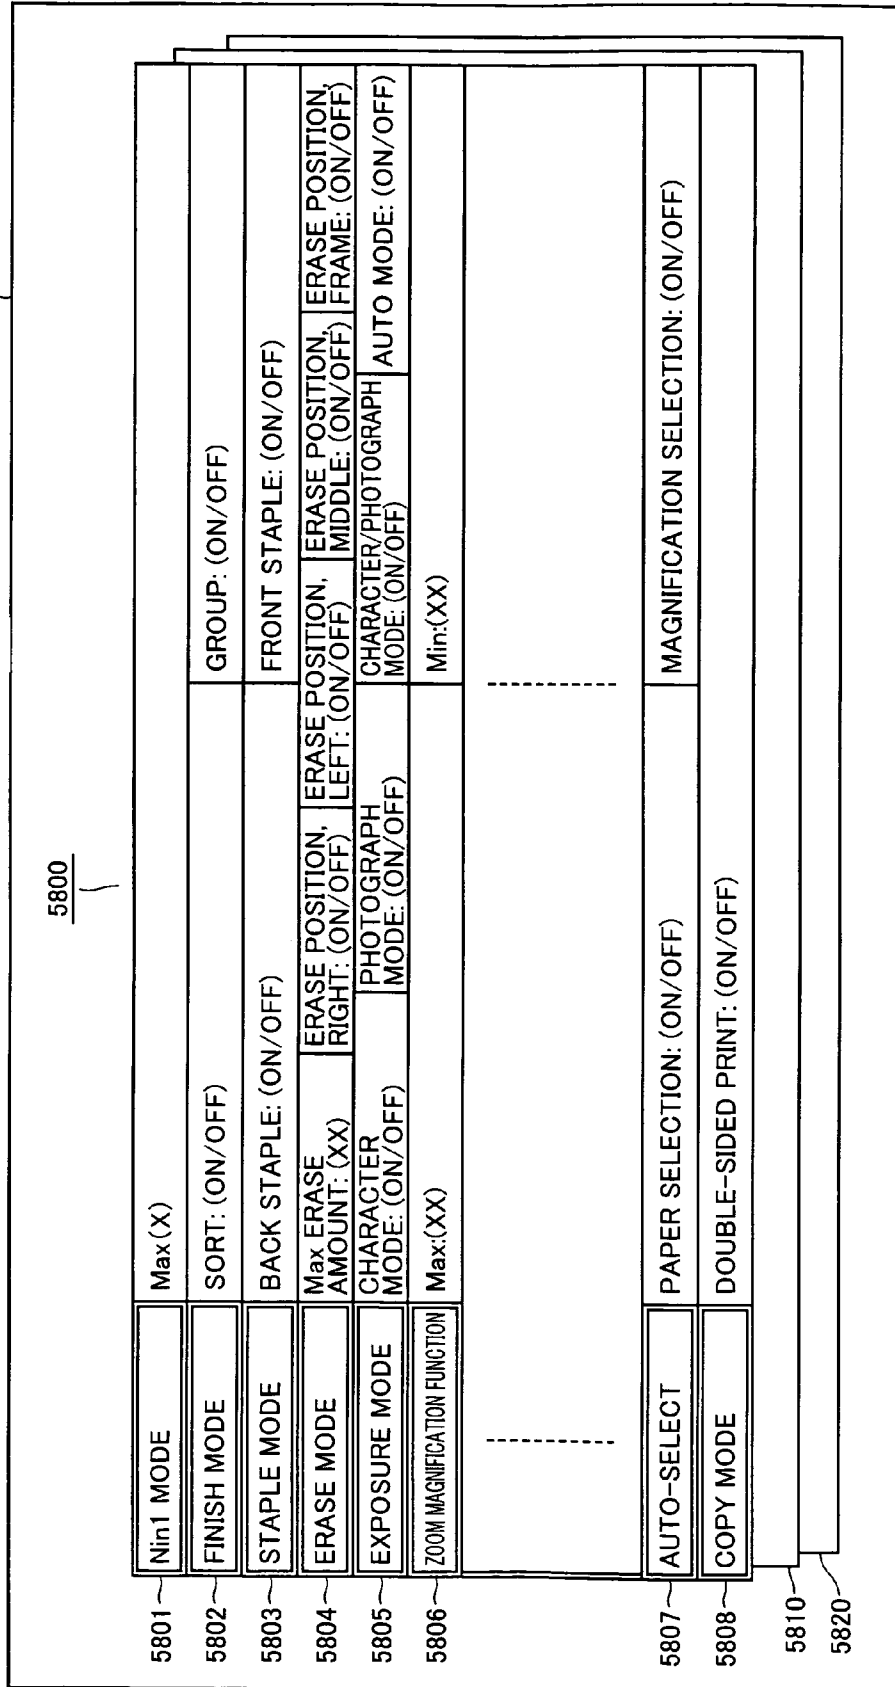 5800
5801
Nin1 MODE
Max(X)
5802
FINISH MODE
SORT: (ON/OFF)
GROUP: (ON/OFF)
5803
STAPLE MODE
BACK STAPLE: (ON/OFF)
FRONT STAPLE: (ON/OFF)
5804
ERASE MODE
Max ERASE
AMOUNT: (XX)
ERASE POSITION,
RIGHT: (ON/OFF)
ERASE POSITION,
LEFT: (ON/OFF)
ERASE POSITION,
MIDDLE: (ON/OFF)
ERASE POSITION,
FRAME: (ON/OFF)
5805
EXPOSURE MODE
CHARACTER
MODE: (ON/OFF)
PHOTOGRAPH
MODE: (ON/OFF)
CHARACTER/PHOTOGRAPH
MODE: (ON/OFF)
AUTO MODE: (ON/OFF)
5806
ZOOM MAGNIFICATION FUNCTION
Max:(XX)
Min:(XX)
5807
AUTO-SELECT
PAPER SELECTION: (ON/OFF)
MAGNIFICATION SELECTION: (ON/OFF)
5808
COPY MODE
DOUBLE-SIDED PRINT: (ON/OFF)
5810
5820